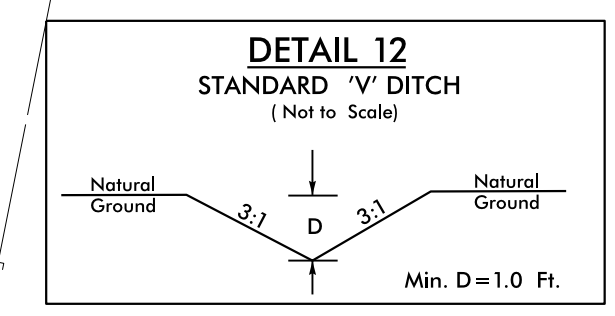 DETAIL 12
STANDARD 'V' DITCH
( Not to Scale)
Natural
Ground
3:1
D
3:1
Natural
Ground
Min. D=1.0 Ft.